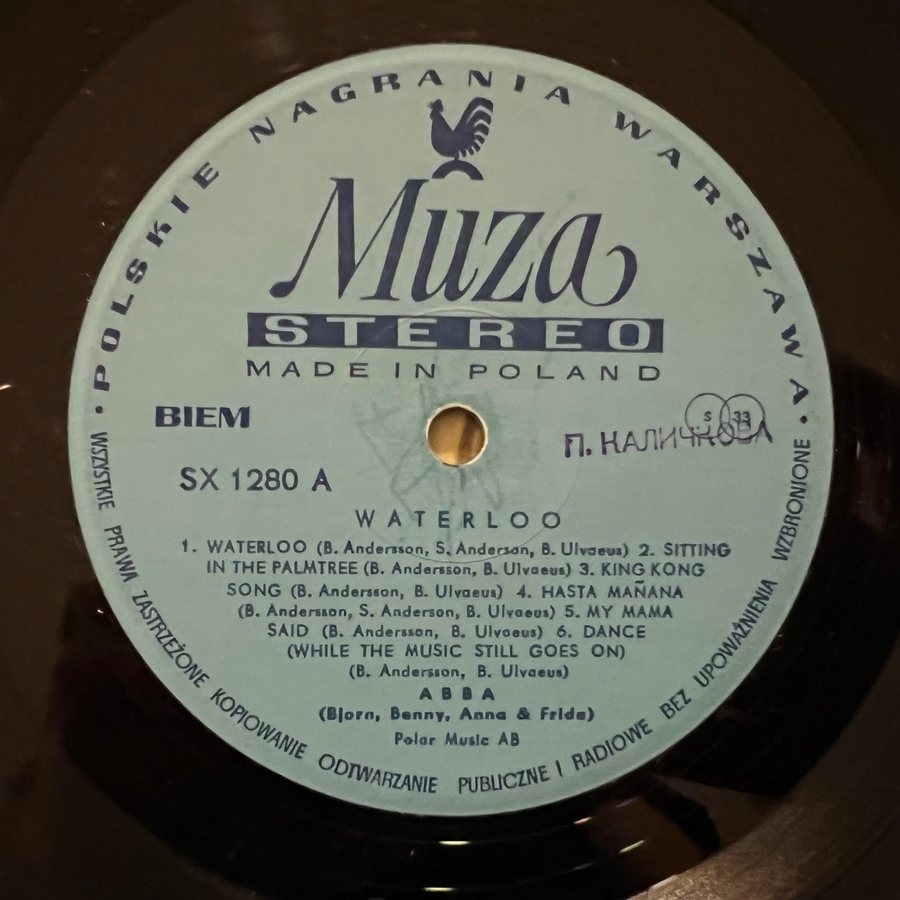 POLSKIE NAGRANIA WARSZAWA
Muza
STEREO
MADE IN POLAND
BIEM
S 33
П. НАЛИЧКОВА
SX 1280 A
WATERLOO
1. WATERLOO (B. Andersson, S. Anderson, B. Ulvaeus) 2. SITTING
IN THE PALMTREE (B. Andersson, B. Ulvaeus) 3. KING KONG
SONG (B. Andersson, B. Ulvaeus) 4. HASTA MAÑANA
(B. Andersson, S. Anderson, B. Ulvaeus) 5. MY MAMA
SAID (B. Andersson, B. Ulvaeus) 6. DANCE
(WHILE THE MUSIC STILL GOES ON)
(B. Andersson, B. Ulvaeus)
ABBA
(Bjorn, Benny, Anna & Frida)
Polar Music AB
WSZYSTKIE PRAWA ZASTRZEŻONE KOPIOWANIE ODTWARZANIE PUBLICZNE I RADIOWE BEZ UPOWAŻNIENIA WZBRONIONE